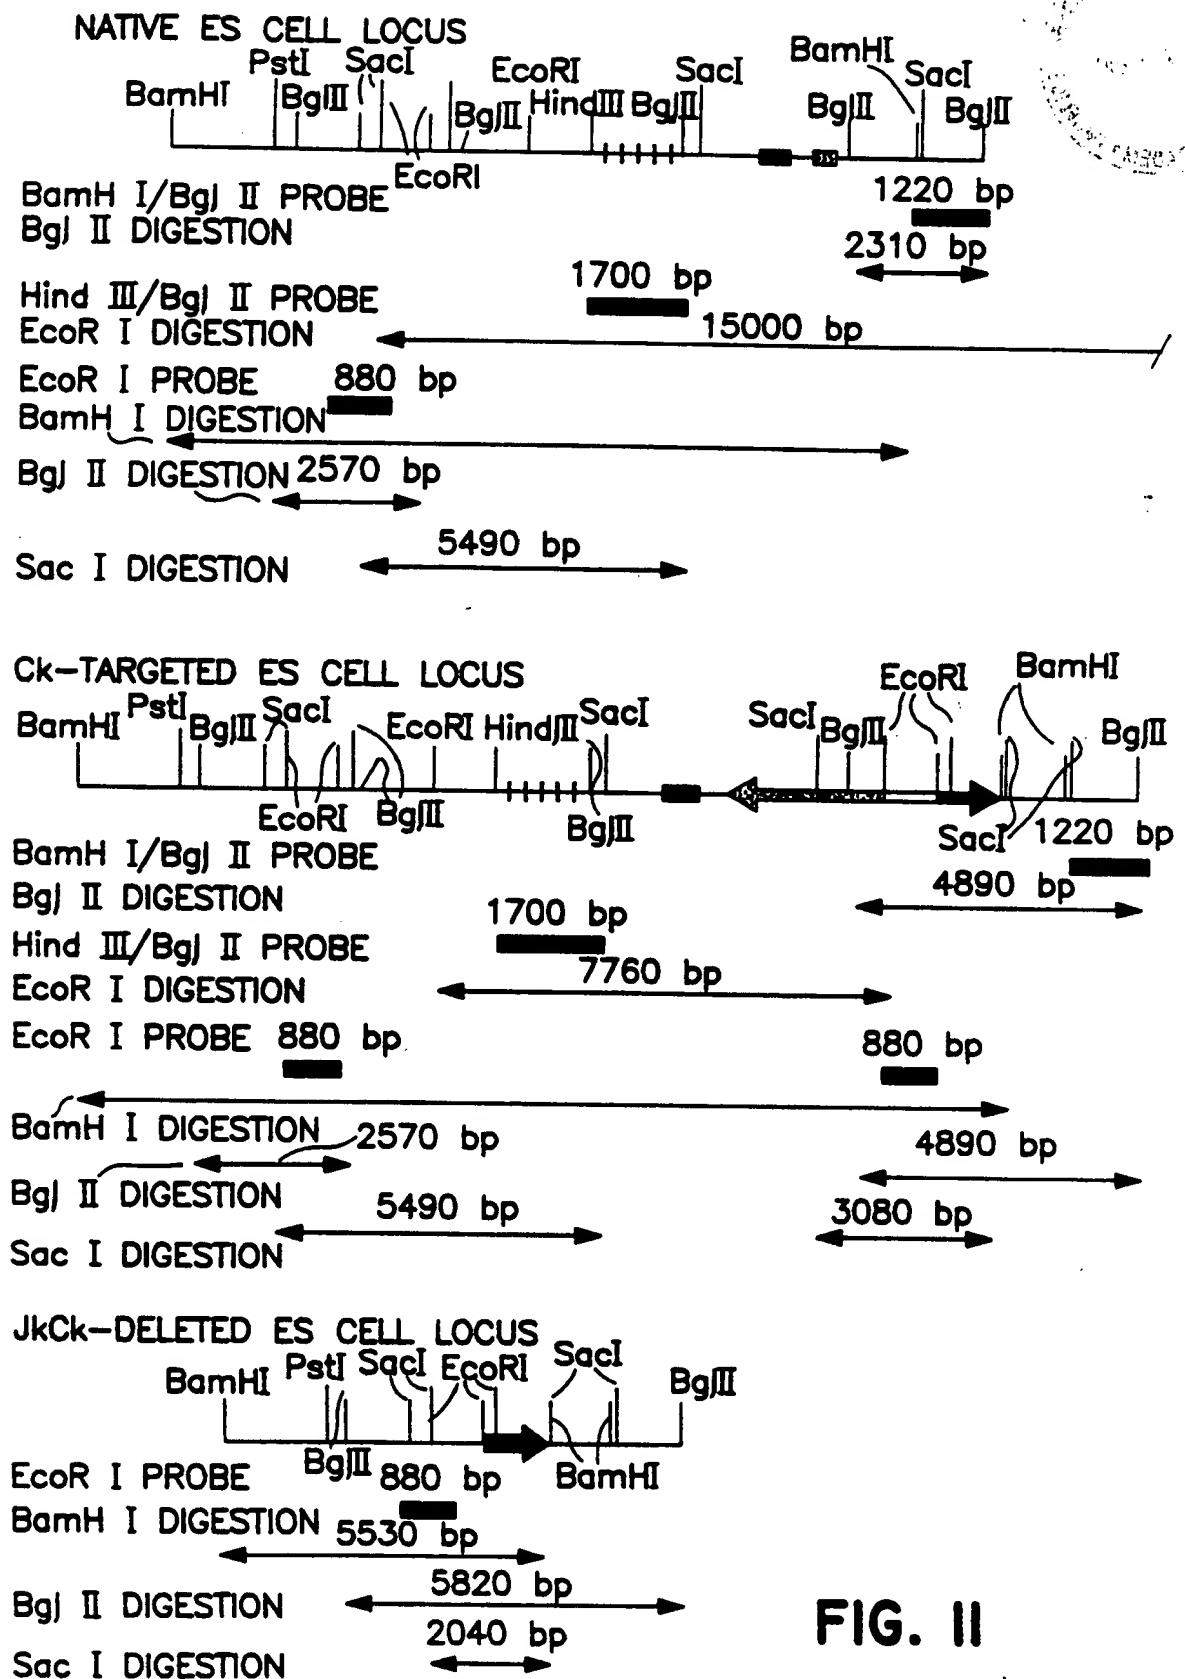 NATIVE ES CELL LOCUS
BamHI PstI BglII SacI BglII EcoRI HindIII BglII SacI BglII BamHI SacI BglII
EcoRI
BamH I/Bgl II PROBE 1220 bp
Bgl II DIGESTION 2310 bp
Hind III/Bgl II PROBE 1700 bp
EcoR I DIGESTION 15000 bp
EcoR I PROBE 880 bp
BamH I DIGESTION
Bgl II DIGESTION 2570 bp
Sac I DIGESTION 5490 bp
Ck-TARGETED ES CELL LOCUS
BamHI PstI BglII SacI EcoRI HindIII SacI SacI BglII EcoRI BamHI BglII
EcoRI BglII BglII SacI
BamH I/Bgl II PROBE 1220 bp
Bgl II DIGESTION 4890 bp
Hind III/Bgl II PROBE 1700 bp
EcoR I DIGESTION 7760 bp
EcoR I PROBE 880 bp 880 bp
BamH I DIGESTION
Bgl II DIGESTION 2570 bp 4890 bp
Sac I DIGESTION 5490 bp 3080 bp
JkCk-DELETED ES CELL LOCUS
BamHI PstI SacI EcoRI SacI BglII
BglII BamHI
EcoR I PROBE 880 bp
BamH I DIGESTION 5530 bp
Bgl II DIGESTION 5820 bp
Sac I DIGESTION 2040 bp
FIG. II